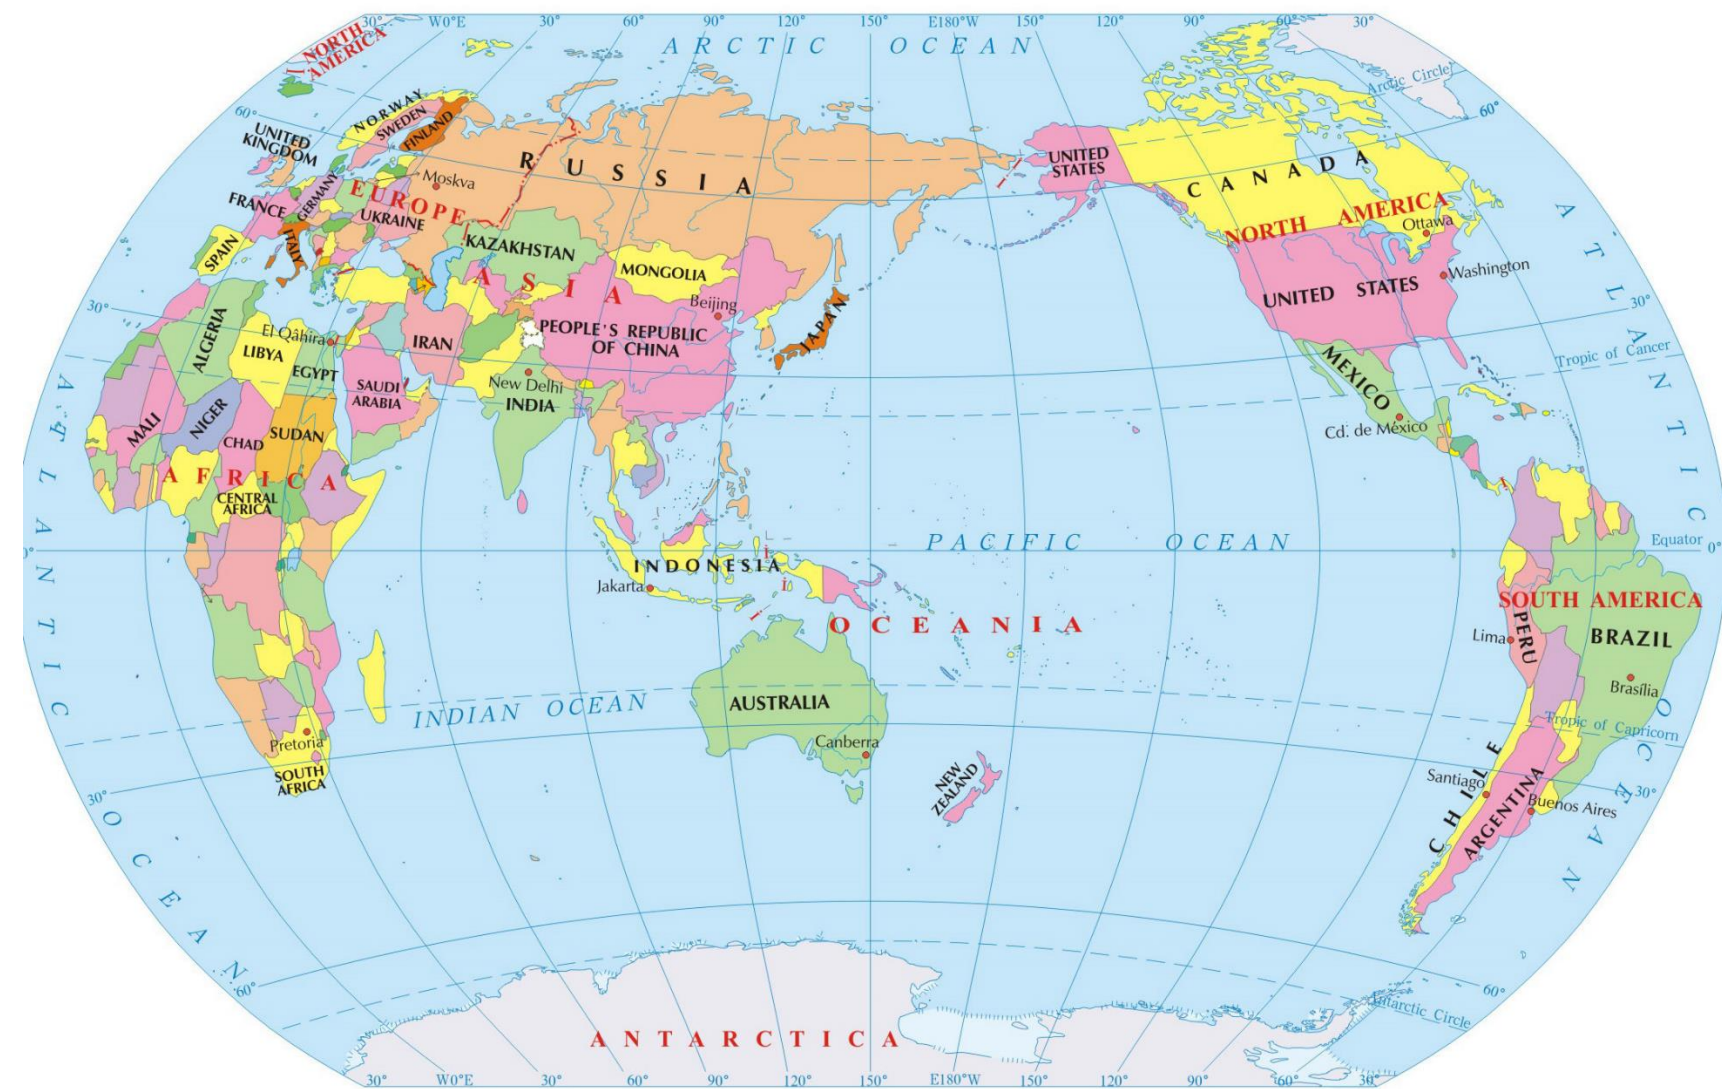 30° W0°E 30° 60° 90° 120° 150° E180°W 150° 120° 90° 60° 30°
NORTH
AMERICA
ARCTIC OCEAN
Arctic Circle
60°
60°
NORWAY
SWEDEN
FINLAND
UNITED
KINGDOM
RUSSIA
UNITED
STATES
CANADA
Moskva
GERMANY
EUROPE
FRANCE
UKRAINE
NORTH AMERICA
Ottawa
ITALY
SPAIN
KAZAKHSTAN
MONGOLIA
ASIA
Beijing
JAPAN
UNITED STATES
Washington
ATLANTIC OCEAN
30°
30°
ALGERIA
El-Qâhira
LIBYA
EGYPT
IRAN
PEOPLE'S REPUBLIC
OF CHINA
MEXICO
Tropic of Cancer
SAUDI
ARABIA
New Delhi
INDIA
Cd. de México
MALI
NIGER
CHAD
SUDAN
AFRICA
CENTRAL
AFRICA
ATLANTIC OCEAN
PACIFIC OCEAN
Equator 0°
0°
INDONESIA
Jakarta
OCEANIA
SOUTH AMERICA
PERU
Lima
BRAZIL
Brasília
INDIAN OCEAN
AUSTRALIA
Canberra
Tropic of Capricorn
Pretoria
SOUTH
AFRICA
NEW
ZEALAND
CHILE
Santiago
ARGENTINA
Buenos Aires
30°
30°
60°
60°
Antarctic Circle
ANTARCTICA
30° W0°E 30° 60° 90° 120° 150° E180°W 150° 120° 90° 60° 30°